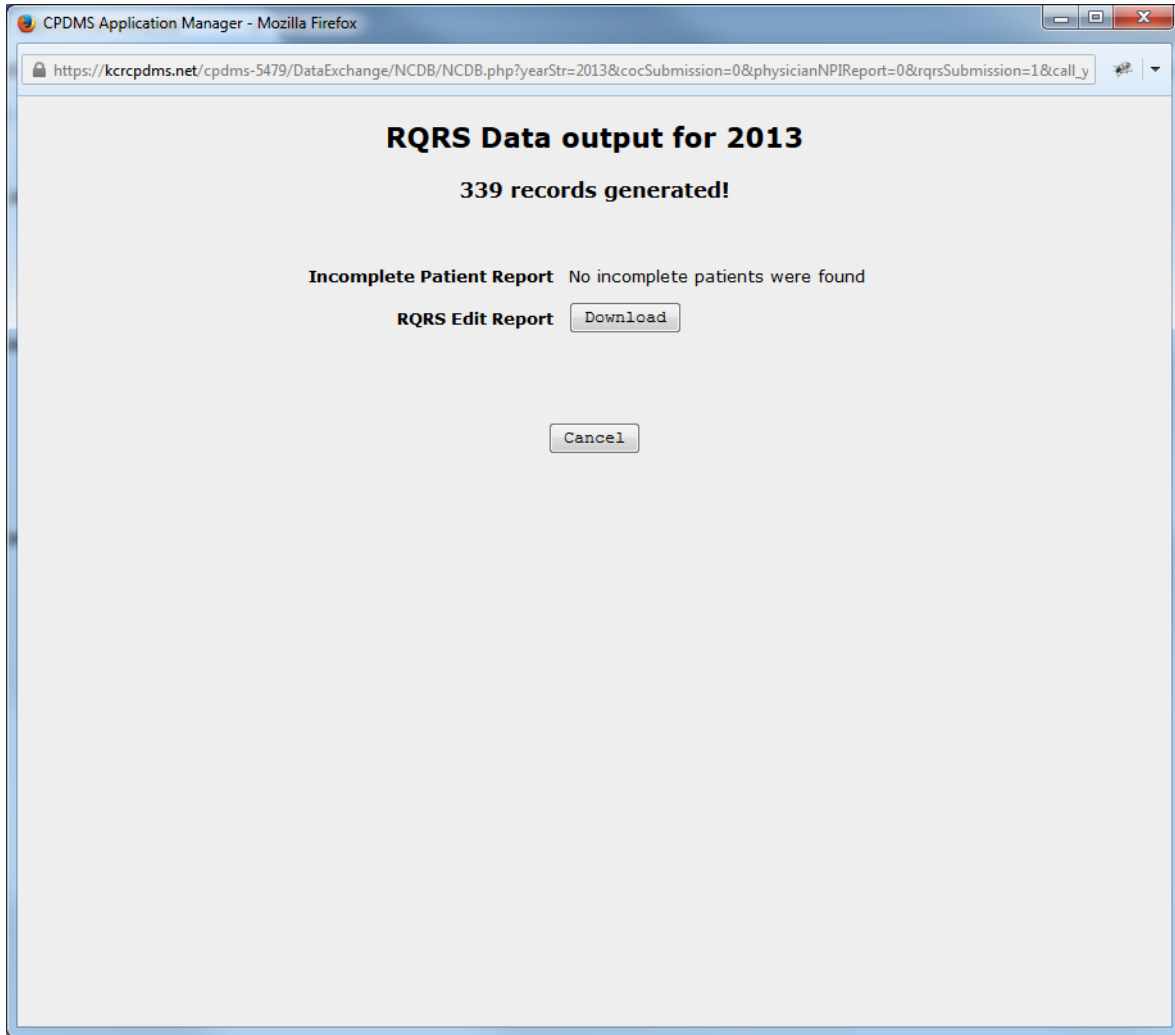 CPDMS Application Manager - Mozilla Firefox
https://kcrcpdms.net/cpdms-5479/DataExchange/NCDB/NCDB.php?yearStr=2013&cocSubmission=0&physicianNPIReport=0&rqrsSubmission=1&call_y
RQRS Data output for 2013
339 records generated!
Incomplete Patient Report No incomplete patients were found
RQRS Edit Report Download
Cancel